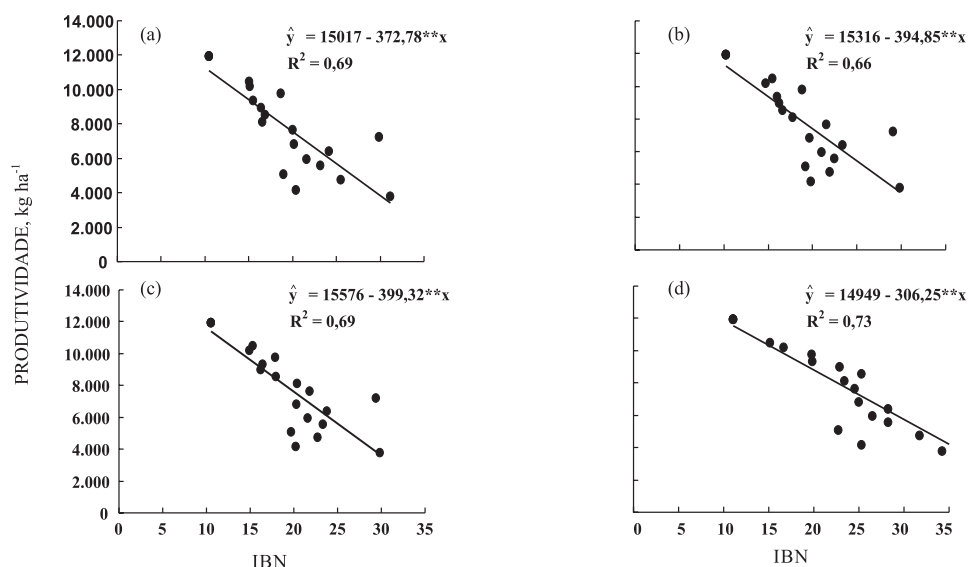 14.000
12.000
10.000
8.000
6.000
4.000
2.000
0
(a)
ŷ = 15017 - 372,78**x
R² = 0,69
(b)
ŷ = 15316 - 394,85**x
R² = 0,66
PRODUTIVIDADE, kg ha⁻¹
14.000
12.000
10.000
8.000
6.000
4.000
2.000
0
(c)
ŷ = 15576 - 399,32**x
R² = 0,69
(d)
ŷ = 14949 - 306,25**x
R² = 0,73
0 10 15 20 25 30 35
IBN
0 10 15 20 25 30 35
IBN